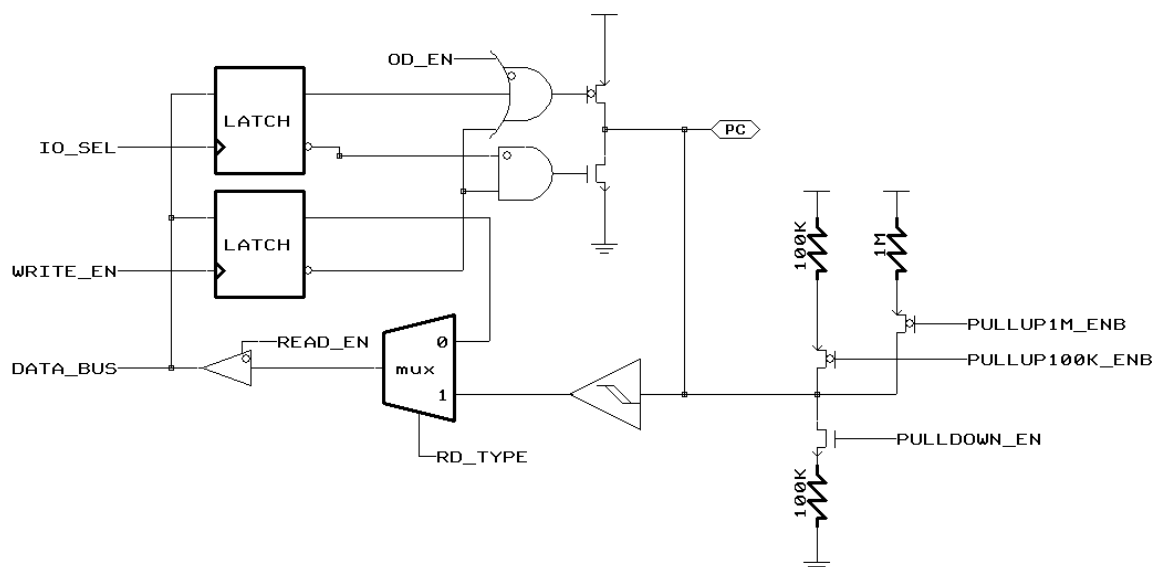 OD_EN
LATCH
PC
IO_SEL
LATCH
100K
1M
WRITE_EN
PULLUP1M_ENB
READ_EN
0
PULLUP100K_ENB
DATA_BUS
mux
1
PULLDOWN_EN
RD_TYPE
100K